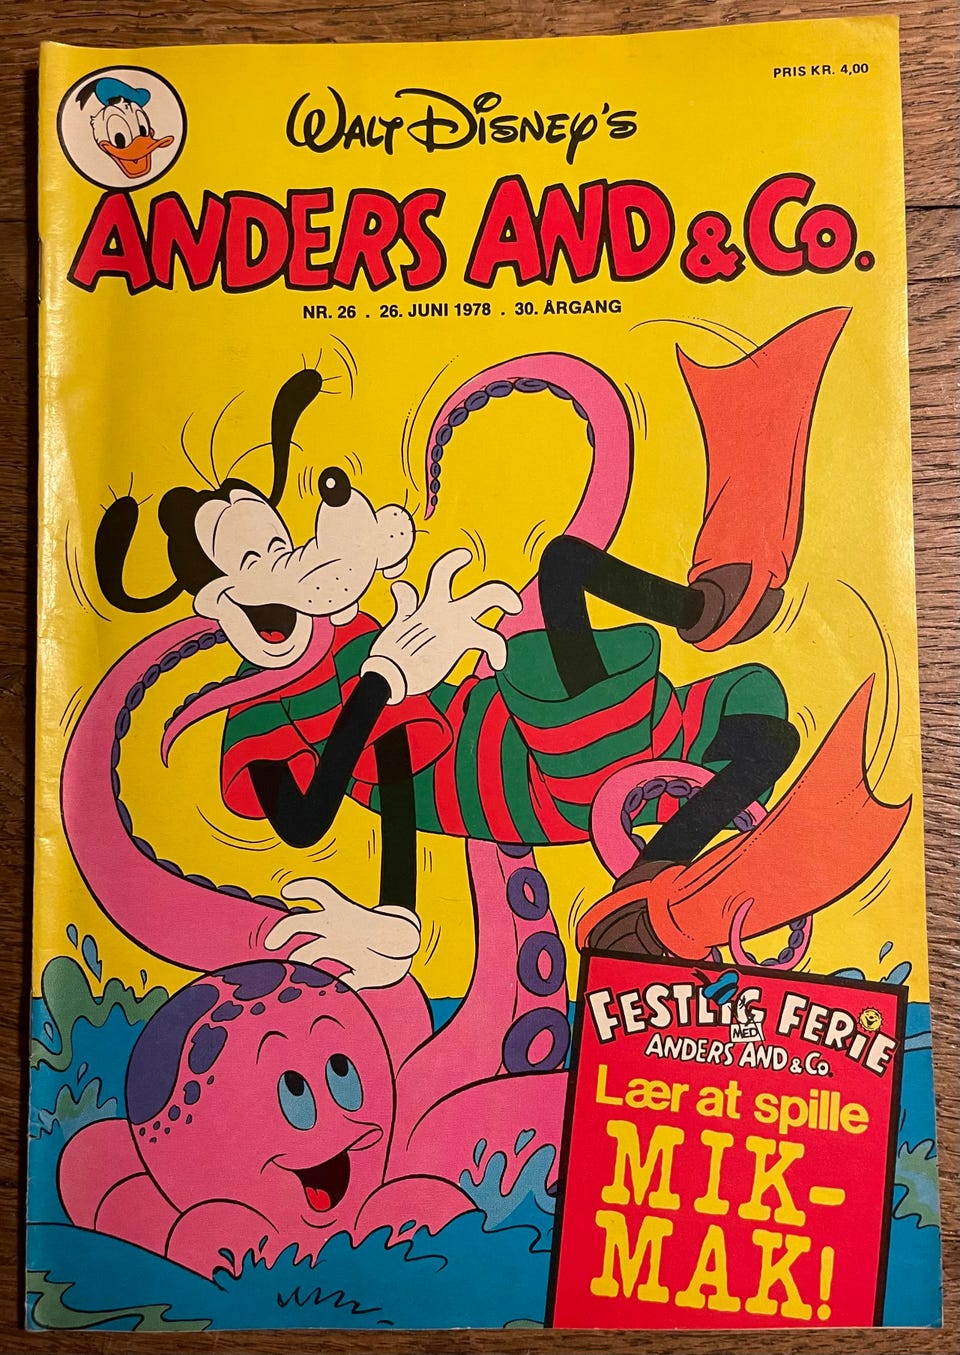 PRIS KR. 4,00
WALT DISNEY'S
ANDERS AND & Co.
NR. 26 . 26. JUNI 1978 . 30. ÅRGANG
FESTLIG FERIE
MED
ANDERS AND & Co.
Lær at spille
MIK-
MAK!